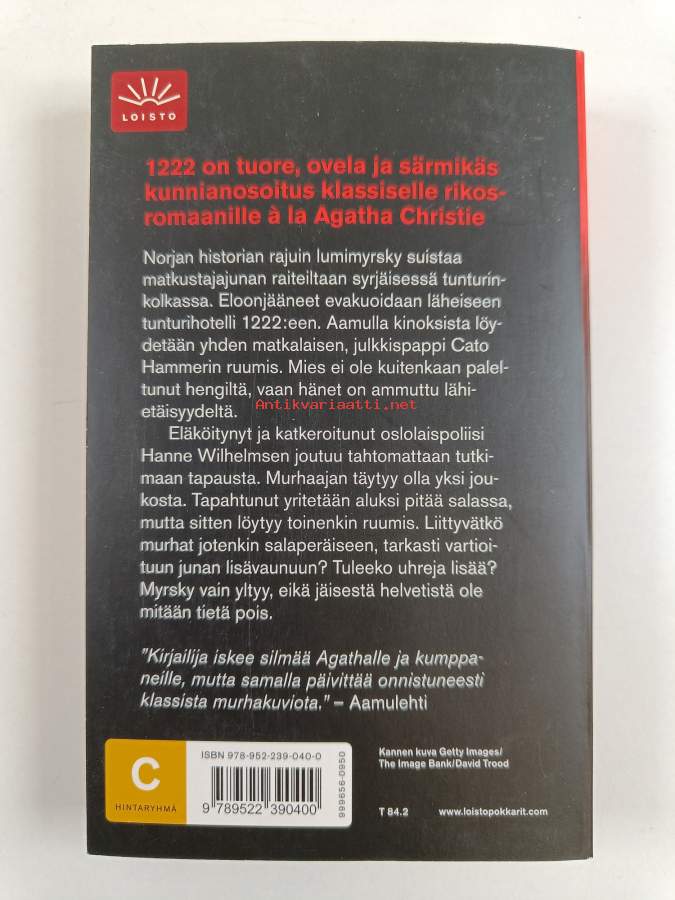 LOISTO
1222 on tuore, ovela ja särmikäs
kunnianosoitus klassiselle rikos-
romaanille à la Agatha Christie
Norjan historian rajuin lumimyrsky suistaa
matkustajajunan raiteiltaan syrjäisessä tunturin-
kolkassa. Eloonjääneet evakuoidaan läheiseen
tunturihotelli 1222:een. Aamulla kinoksista löy-
detään yhden matkalaisen, julkkispappi Cato
Hammerin ruumis. Mies ei ole kuitenkaan palel-
tunut hengiltä, vaan hänet on ammuttu lähi-
etäisyydeltä.
Antikvariaatti.net
Eläköitynyt ja katkeroitunut oslolaispoliisi
Hanne Wilhelmsen joutuu tahtomattaan tutki-
maan tapausta. Murhaajan täytyy olla yksi jou-
kosta. Tapahtunut yritetään aluksi pitää salassa,
mutta sitten löytyy toinenkin ruumis. Liittyvätkö
murhat jotenkin salaperäiseen, tarkasti vartioi-
tuun junan lisävaunuun? Tuleeko uhreja lisää?
Myrsky vain yltyy, eikä jäisestä helvetistä ole
mitään tietä pois.
"Kirjailija iskee silmää Agathalle ja kumppa-
neille, mutta samalla päivittää onnistuneesti
klassista murhakuviota." – Aamulehti
C
HINTARYHMÄ
ISBN 978-952-239-040-0
9 789522 390400
999656-0950
Kannen kuva Getty Images/
The Image Bank/David Trood
T 84.2 www.loistopokkarit.com